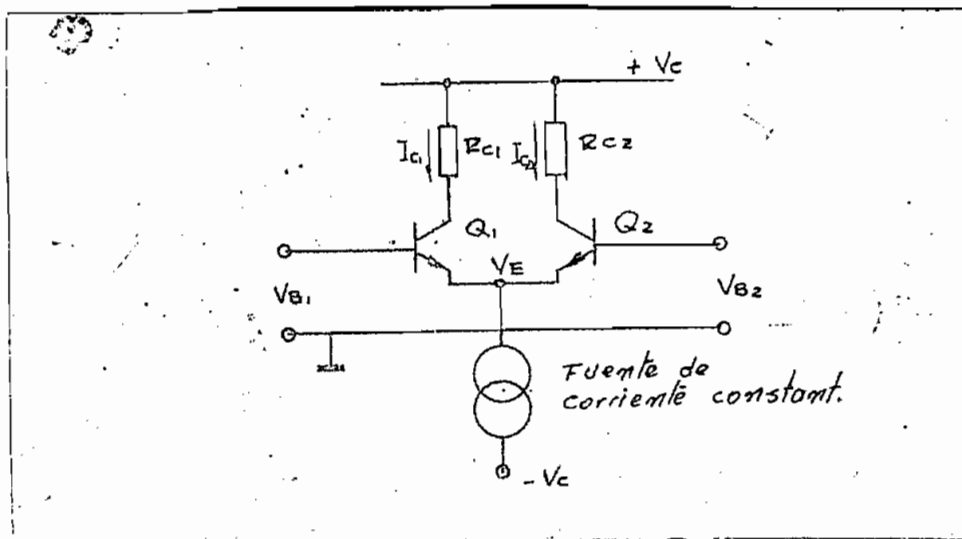 + Vc
Ic1 Rc1 Ic2 Rc2
Q1 Q2
VE
VB1 VB2
Fuente de
corriente constant.
- Vc